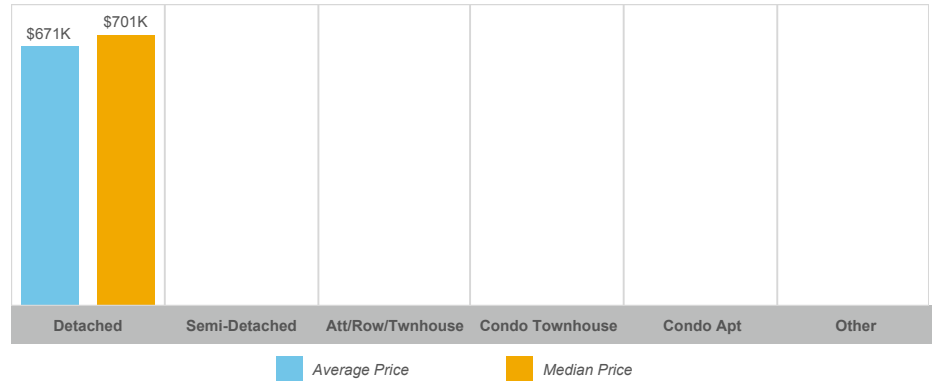 $671K
$701K
Detached
Semi-Detached
Att/Row/Twnhouse
Condo Townhouse
Condo Apt
Other
Average Price
Median Price